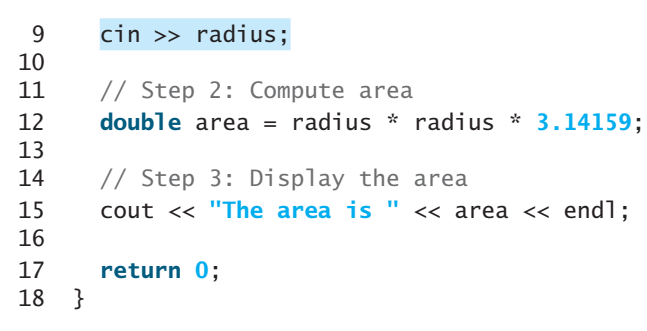 9 cin >> radius;
10
11 // Step 2: Compute area
12 double area = radius * radius * 3.14159;
13
14 // Step 3: Display the area
15 cout << "The area is " << area << endl;
16
17 return 0;
18 }